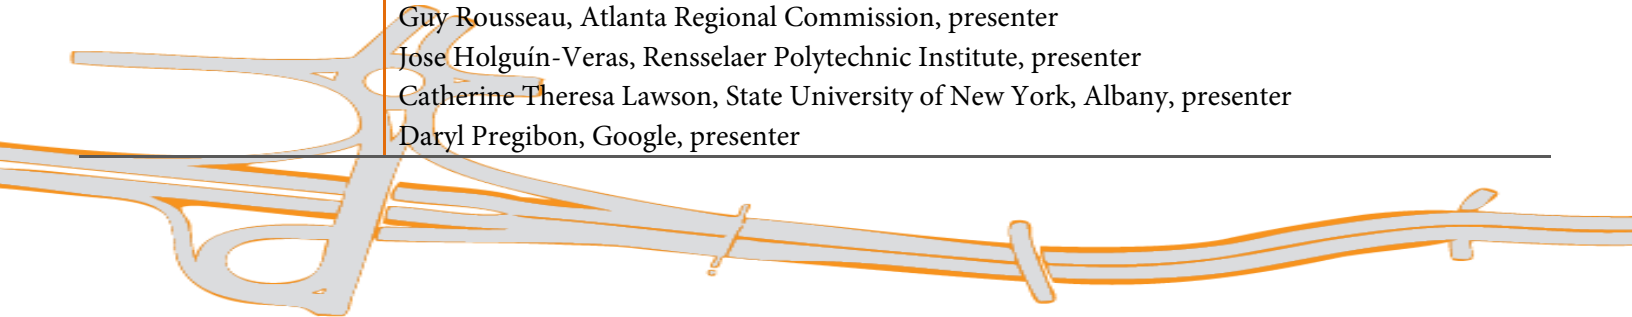 Guy Rousseau, Atlanta Regional Commission, presenter
Jose Holguín-Veras, Rensselaer Polytechnic Institute, presenter
Catherine Theresa Lawson, State University of New York, Albany, presenter
Daryl Pregibon, Google, presenter